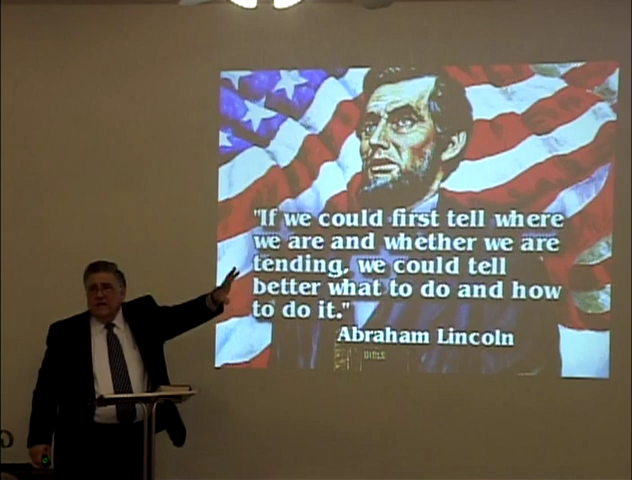 "If we could first tell where
we are and whether we are
tending, we could tell
better what to do and how
to do it."
Abraham Lincoln
BIBLE